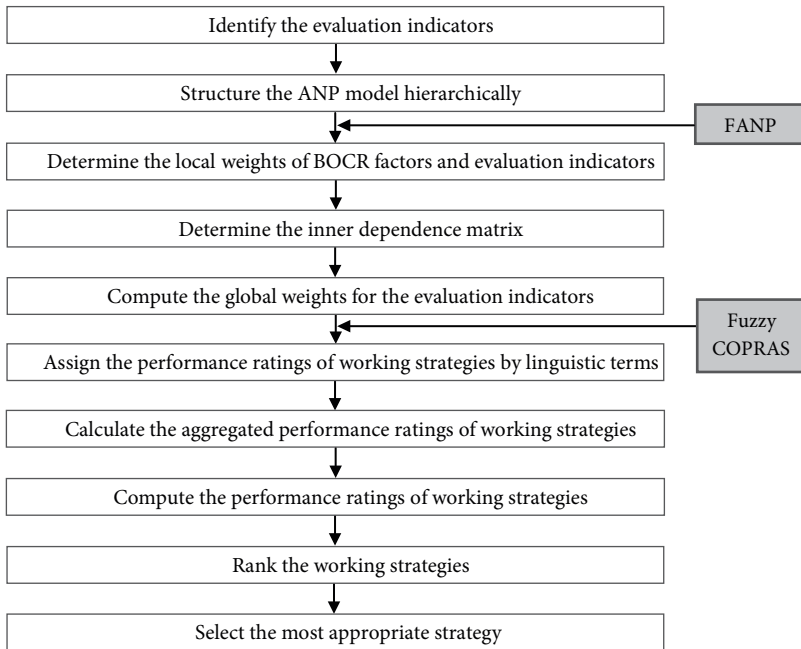 Identify the evaluation indicators
Structure the ANP model hierarchically
FANP
Determine the local weights of BOCR factors and evaluation indicators
Determine the inner dependence matrix
Compute the global weights for the evaluation indicators
Fuzzy
COPRAS
Assign the performance ratings of working strategies by linguistic terms
Calculate the aggregated performance ratings of working strategies
Compute the performance ratings of working strategies
Rank the working strategies
Select the most appropriate strategy